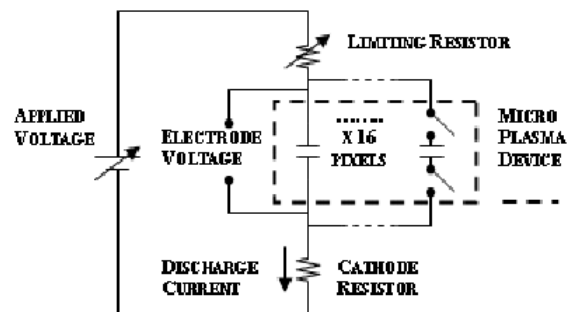 LIMITING RESISTOR
APPLIED
VOLTAGE
ELECTRODE
VOLTAGE
........
X 16
PIXELS
MICRO
PLASMA
DEVICE
DISCHARGE
CURRENT
CATHODE
RESISTOR